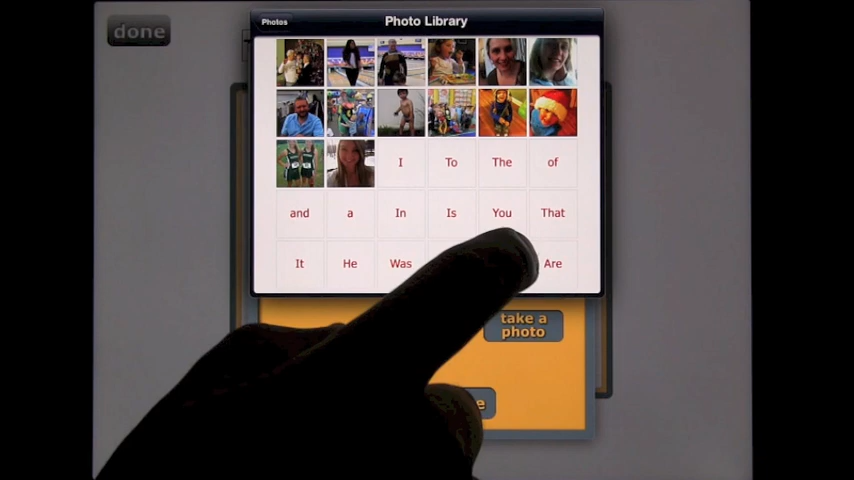 done
Photos
Photo Library
I To The of
and a In Is You That
It He Was Are
take a
photo